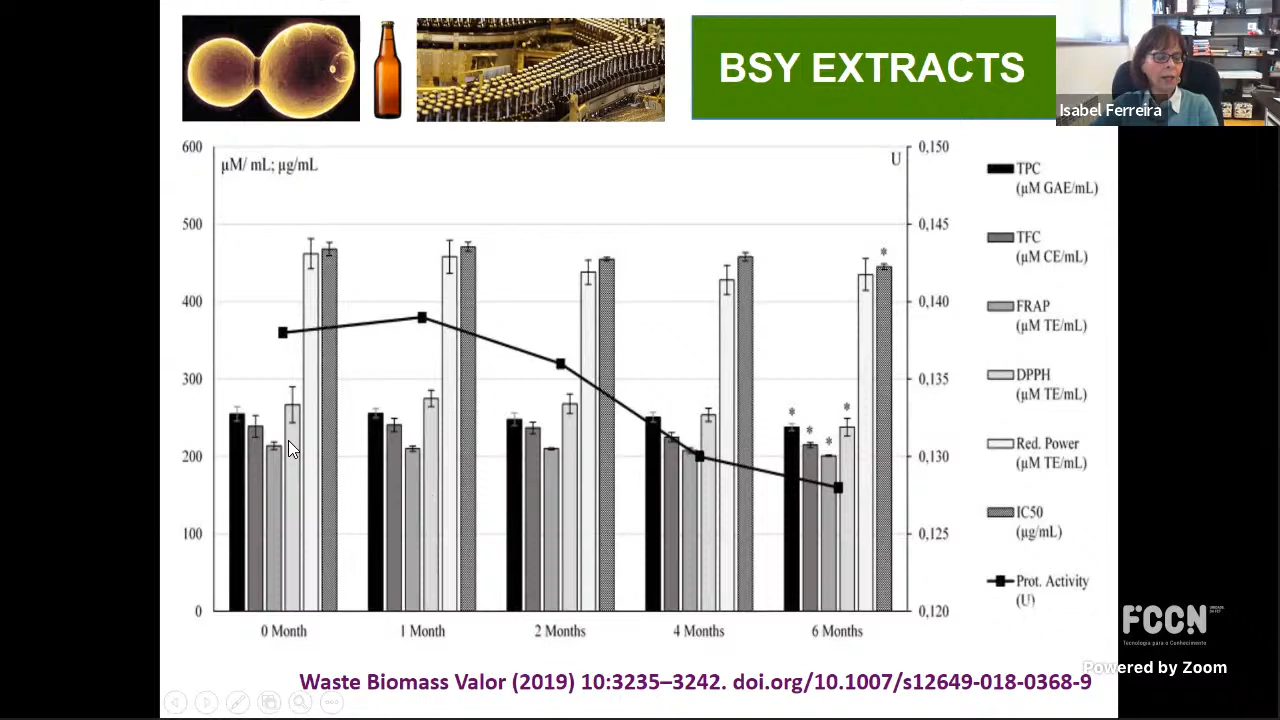 BSY EXTRACTS
Isabel Ferreira
µM/ mL; µg/mL
U
600
500
400
300
200
100
0
0,150
0,145
0,140
0,135
0,130
0,125
0,120
*
*
*
*
*
0 Month
1 Month
2 Months
4 Months
6 Months
TPC
(µM GAE/mL)
TFC
(µM CE/mL)
FRAP
(µM TE/mL)
DPPH
(µM TE/mL)
Red. Power
(µM TE/mL)
IC50
(µg/mL)
Prot. Activity
(U)
FCCN
Tecnologia para o Conhecimento
Powered by Zoom
Waste Biomass Valor (2019) 10:3235–3242. doi.org/10.1007/s12649-018-0368-9